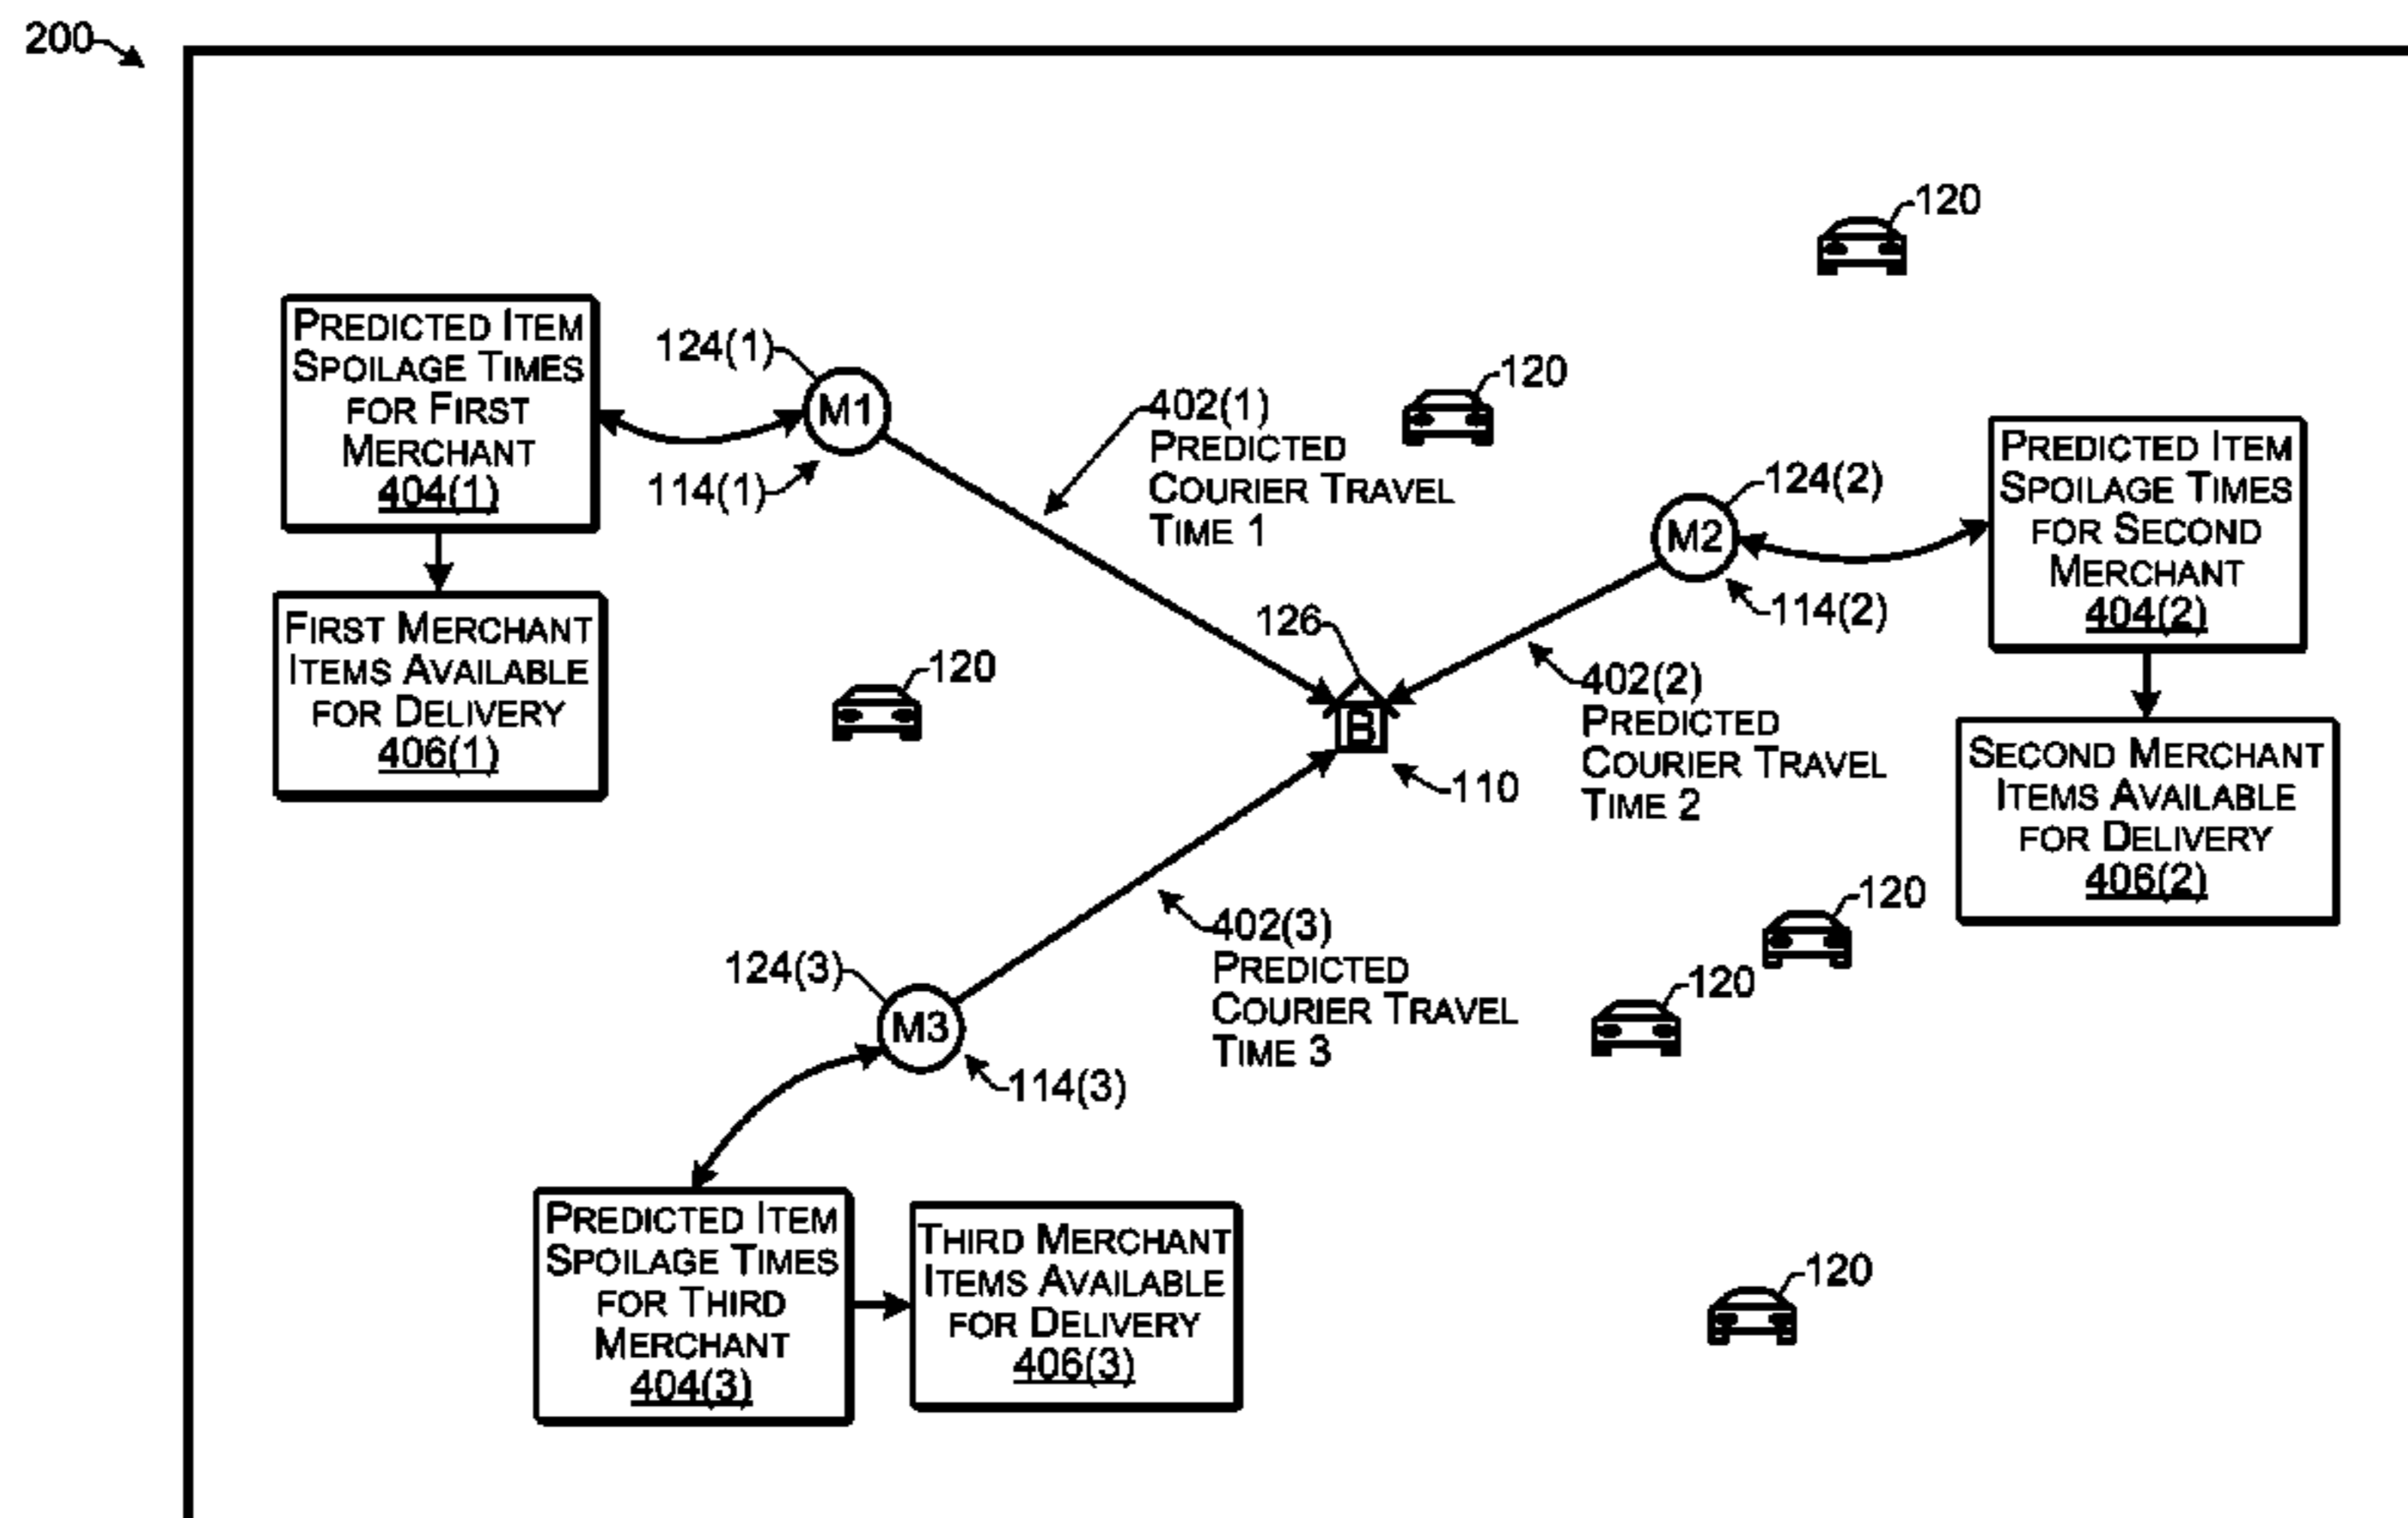 200
120
PREDICTED ITEM
SPOILAGE TIMES
FOR FIRST
MERCHANT
404(1)
124(1)
M1
114(1)
402(1)
PREDICTED
COURIER TRAVEL
TIME 1
120
124(2)
M2
114(2)
PREDICTED ITEM
SPOILAGE TIMES
FOR SECOND
MERCHANT
404(2)
FIRST MERCHANT
ITEMS AVAILABLE
FOR DELIVERY
406(1)
120
126
B
110
402(2)
PREDICTED
COURIER TRAVEL
TIME 2
SECOND MERCHANT
ITEMS AVAILABLE
FOR DELIVERY
406(2)
120
120
124(3)
M3
114(3)
402(3)
PREDICTED
COURIER TRAVEL
TIME 3
PREDICTED ITEM
SPOILAGE TIMES
FOR THIRD
MERCHANT
404(3)
THIRD MERCHANT
ITEMS AVAILABLE
FOR DELIVERY
406(3)
120